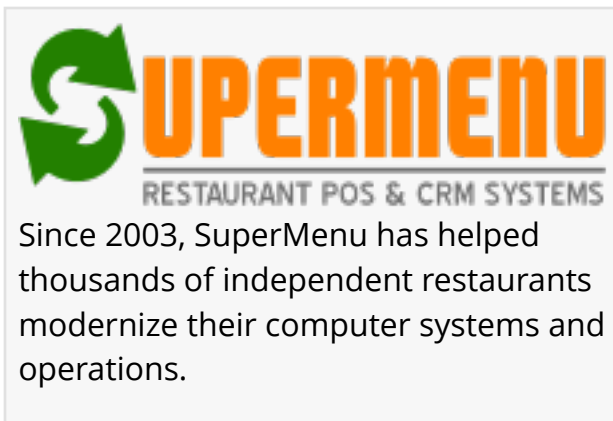 SUPERMENU
RESTAURANT POS & CRM SYSTEMS
Since 2003, SuperMenu has helped
thousands of independent restaurants
modernize their computer systems and
operations.